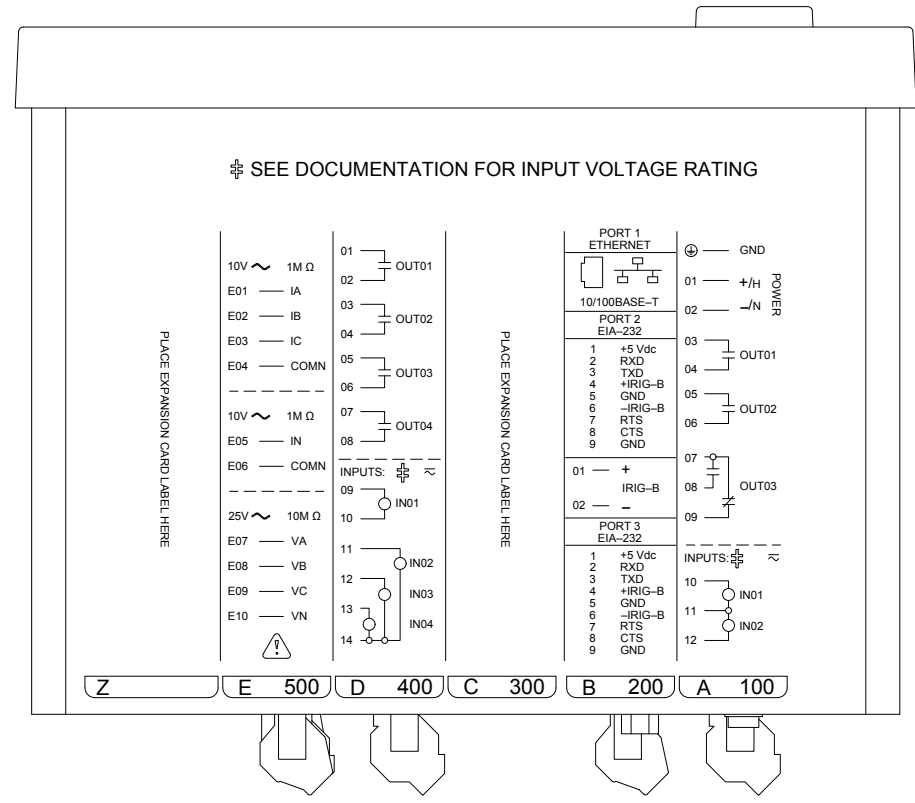 SEE DOCUMENTATION FOR INPUT VOLTAGE RATING
PLACE EXPANSION CARD LABEL HERE
10V 1M Ω
E01 IA
E02 IB
E03 IC
E04 COMN
10V 1M Ω
E05 IN
E06 COMN
25V 10M Ω
E07 VA
E08 VB
E09 VC
E10 VN
01
OUT01
02
03
OUT02
04
05
OUT03
06
07
OUT04
08
INPUTS:
09
IN01
10
11
IN02
12
IN03
13
IN04
14
PLACE EXPANSION CARD LABEL HERE
PORT 1
ETHERNET
10/100BASE–T
PORT 2
EIA–232
1 +5 Vdc
2 RXD
3 TXD
4 +IRIG–B
5 GND
6 –IRIG–B
7 RTS
8 CTS
9 GND
01 +
IRIG–B
02 –
PORT 3
EIA–232
1 +5 Vdc
2 RXD
3 TXD
4 +IRIG–B
5 GND
6 –IRIG–B
7 RTS
8 CTS
9 GND
GND
01 +/H
02 –/N
POWER
03
OUT01
04
05
OUT02
06
07
08 OUT03
09
INPUTS:
10
IN01
11
IN02
12
Z
E 500
D 400
C 300
B 200
A 100